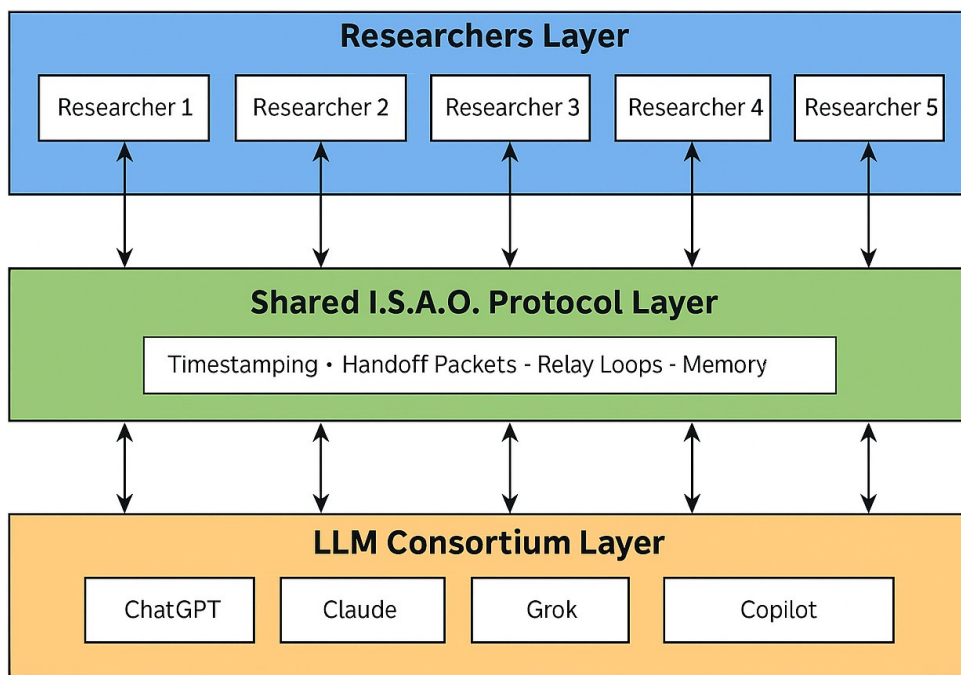 Researchers Layer
Researcher 1 Researcher 2 Researcher 3 Researcher 4 Researcher 5
Shared I.S.A.O. Protocol Layer
Timestamping • Handoff Packets - Relay Loops - Memory
LLM Consortium Layer
ChatGPT Claude Grok Copilot